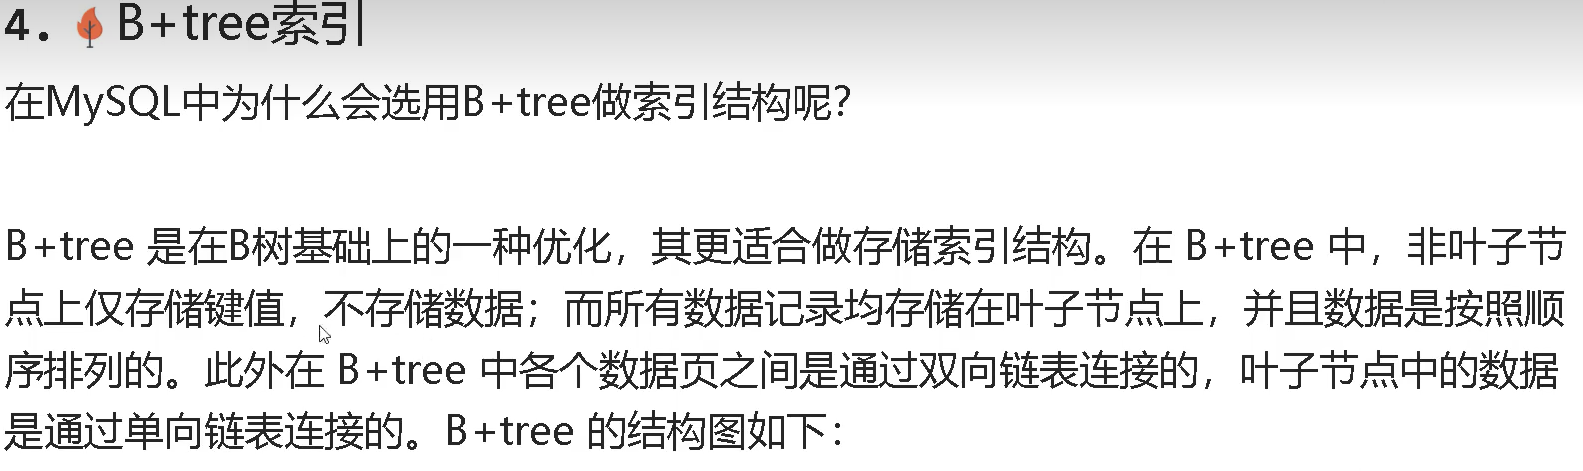 4. B+tree索引
在MySQL中为什么会选用B+tree做索引结构呢？
B+tree 是在B树基础上的一种优化，其更适合做存储索引结构。在 B+tree 中，非叶子节
点上仅存储键值，不存储数据；而所有数据记录均存储在叶子节点上，并且数据是按照顺
序排列的。此外在 B+tree 中各个数据页之间是通过双向链表连接的，叶子节点中的数据
是通过单向链表连接的。B+tree 的结构图如下：